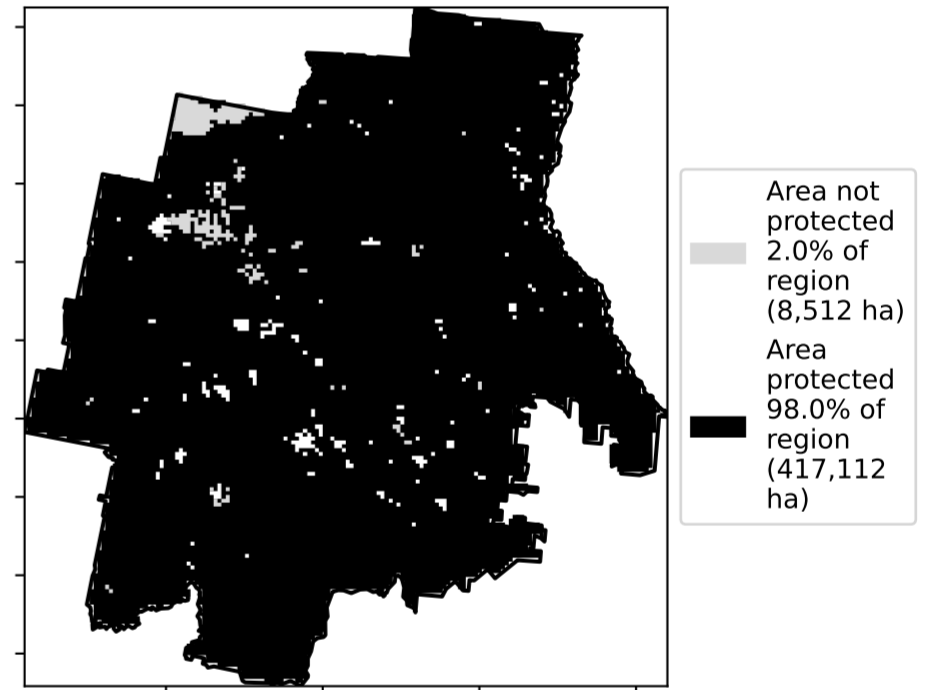 Area not
protected
2.0% of
region
(8,512 ha)
Area
protected
98.0% of
region
(417,112
ha)